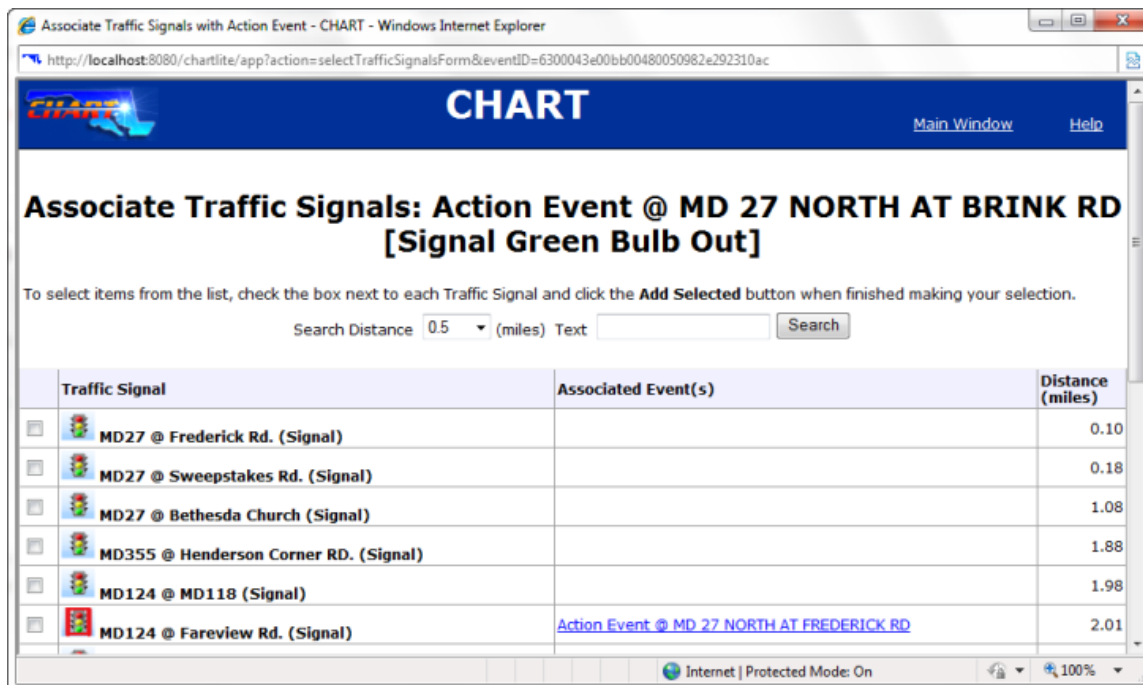 Associate Traffic Signals with Action Event - CHART - Windows Internet Explorer
http://localhost:8080/chartlite/app?action=selectTrafficSignalsForm&eventID=6300043e00bb00480050982e292310ac
CHART
CHART
Main Window Help
Associate Traffic Signals: Action Event @ MD 27 NORTH AT BRINK RD
[Signal Green Bulb Out]
To select items from the list, check the box next to each Traffic Signal and click the Add Selected button when finished making your selection.
Search Distance 0.5 (miles) Text Search
Traffic Signal Associated Event(s) Distance
(miles)
MD27 @ Frederick Rd. (Signal) 0.10
MD27 @ Sweepstakes Rd. (Signal) 0.18
MD27 @ Bethesda Church (Signal) 1.08
MD355 @ Henderson Corner RD. (Signal) 1.88
MD124 @ MD118 (Signal) 1.98
MD124 @ Fareview Rd. (Signal) Action Event @ MD 27 NORTH AT FREDERICK RD 2.01
Internet | Protected Mode: On 100%